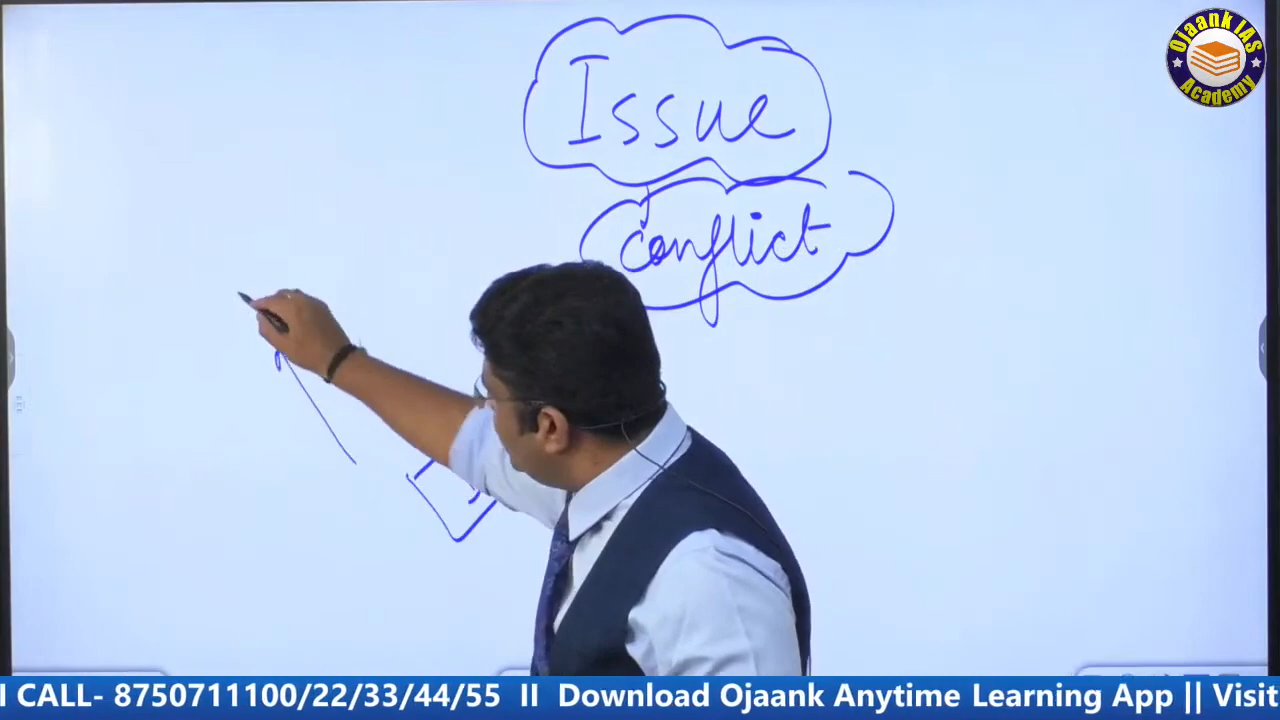 Ojaank IAS
Academy
Issue
conflict
CALL- 8750711100/22/33/44/55 II Download Ojaank Anytime Learning App || Visit